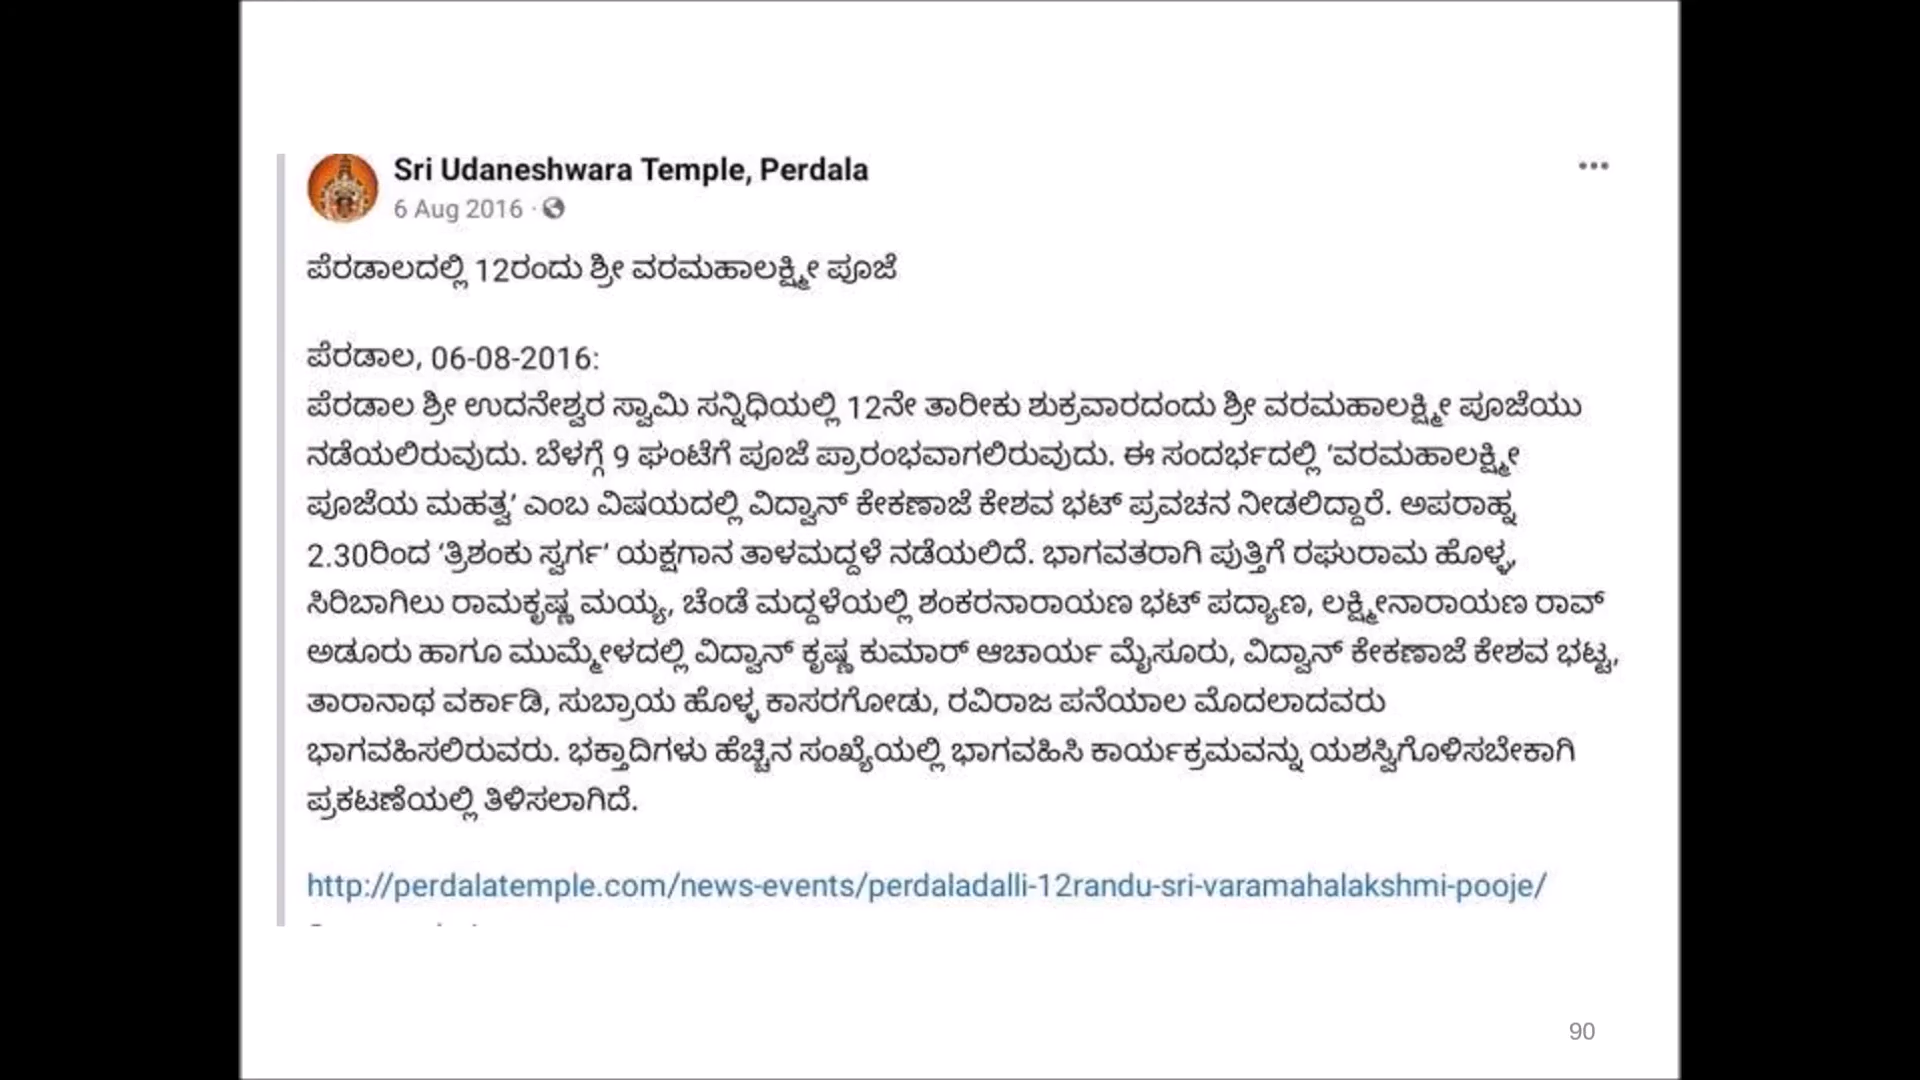 Sri Udaneshwara Temple, Perdala
6 Aug 2016 ·
ಪೆರಡಾಲದಲ್ಲಿ 12ರಂದು ಶ್ರೀ ವರಮಹಾಲಕ್ಷ್ಮೀ ಪೂಜೆ
ಪೆರಡಾಲ, 06-08-2016:
ಪೆರಡಾಲ ಶ್ರೀ ಉದನೇಶ್ವರ ಸ್ವಾಮಿ ಸನ್ನಿಧಿಯಲ್ಲಿ 12ನೇ ತಾರೀಕು ಶುಕ್ರವಾರದಂದು ಶ್ರೀ ವರಮಹಾಲಕ್ಷ್ಮೀ ಪೂಜೆಯು
ನಡೆಯಲಿರುವುದು. ಬೆಳಗ್ಗೆ 9 ಘಂಟೆಗೆ ಪೂಜೆ ಪ್ರಾರಂಭವಾಗಲಿರುವುದು. ಈ ಸಂದರ್ಭದಲ್ಲಿ ‘ವರಮಹಾಲಕ್ಷ್ಮೀ
ಪೂಜೆಯ ಮಹತ್ವ’ ಎಂಬ ವಿಷಯದಲ್ಲಿ ವಿದ್ವಾನ್ ಕೇಕಣಾಜೆ ಕೇಶವ ಭಟ್ ಪ್ರವಚನ ನೀಡಲಿದ್ದಾರೆ. ಅಪರಾಹ್ನ
2.30ರಿಂದ ‘ತ್ರಿಶಂಕು ಸ್ವರ್ಗ’ ಯಕ್ಷಗಾನ ತಾಳಮದ್ದಳೆ ನಡೆಯಲಿದೆ. ಭಾಗವತರಾಗಿ ಪುತ್ತಿಗೆ ರಘುರಾಮ ಹೊಳ್ಳ,
ಸಿರಿಬಾಗಿಲು ರಾಮಕೃಷ್ಣ ಮಯ್ಯ, ಚೆಂಡೆ ಮದ್ದಳೆಯಲ್ಲಿ ಶಂಕರನಾರಾಯಣ ಭಟ್ ಪದ್ಯಾಣ, ಲಕ್ಷ್ಮೀನಾರಾಯಣ ರಾವ್
ಅಡೂರು ಹಾಗೂ ಮುಮ್ಮೇಳದಲ್ಲಿ ವಿದ್ವಾನ್ ಕೃಷ್ಣ ಕುಮಾರ್ ಆಚಾರ್ಯ ಮೈಸೂರು, ವಿದ್ವಾನ್ ಕೇಕಣಾಜೆ ಕೇಶವ ಭಟ್ಟ,
ತಾರಾನಾಥ ವರ್ಕಾಡಿ, ಸುಬ್ರಾಯ ಹೊಳ್ಳ ಕಾಸರಗೋಡು, ರವಿರಾಜ ಪನೆಯಾಲ ಮೊದಲಾದವರು
ಭಾಗವಹಿಸಲಿರುವರು. ಭಕ್ತಾದಿಗಳು ಹೆಚ್ಚಿನ ಸಂಖ್ಯೆಯಲ್ಲಿ ಭಾಗವಹಿಸಿ ಕಾರ್ಯಕ್ರಮವನ್ನು ಯಶಸ್ವಿಗೊಳಿಸಬೇಕಾಗಿ
ಪ್ರಕಟಣೆಯಲ್ಲಿ ತಿಳಿಸಲಾಗಿದೆ.
http://perdalatemple.com/news-events/perdaladalli-12randu-sri-varamahalakshmi-pooje/
90